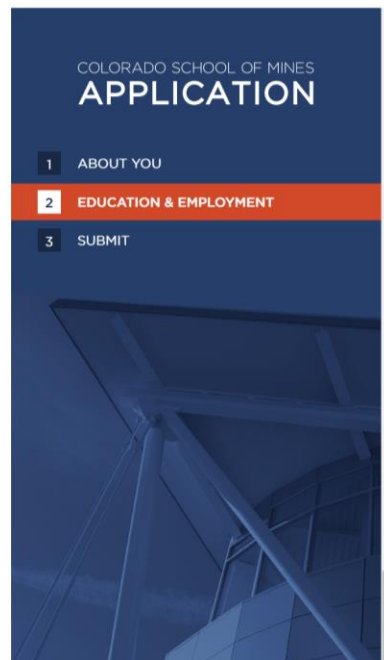 COLORADO SCHOOL OF MINES
APPLICATION
1 ABOUT YOU
2 EDUCATION & EMPLOYMENT
3 SUBMIT